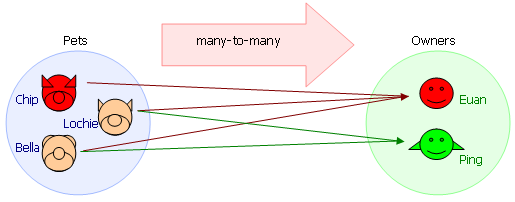 Pets
many-to-many
Owners
Chip
Euan
Lochie
Bella
Ping